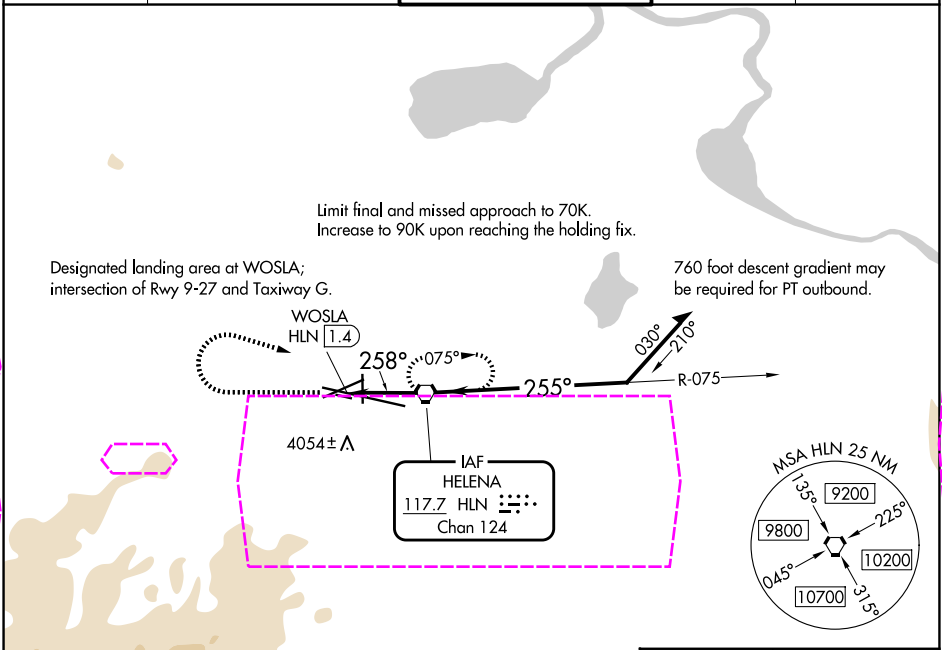 Limit final and missed approach to 70K.
Increase to 90K upon reaching the holding fix.
Designated landing area at WOSLA;
intersection of Rwy 9-27 and Taxiway G.
760 foot descent gradient may
be required for PT outbound.
WOSLA
HLN 1.4
258°
075°
255°
030°
210°
R-075
4054±
IAF
HELENA
117.7 HLN
Chan 124
MSA HLN 25 NM
135°
9200
225°
9800
10200
045°
10700
315°